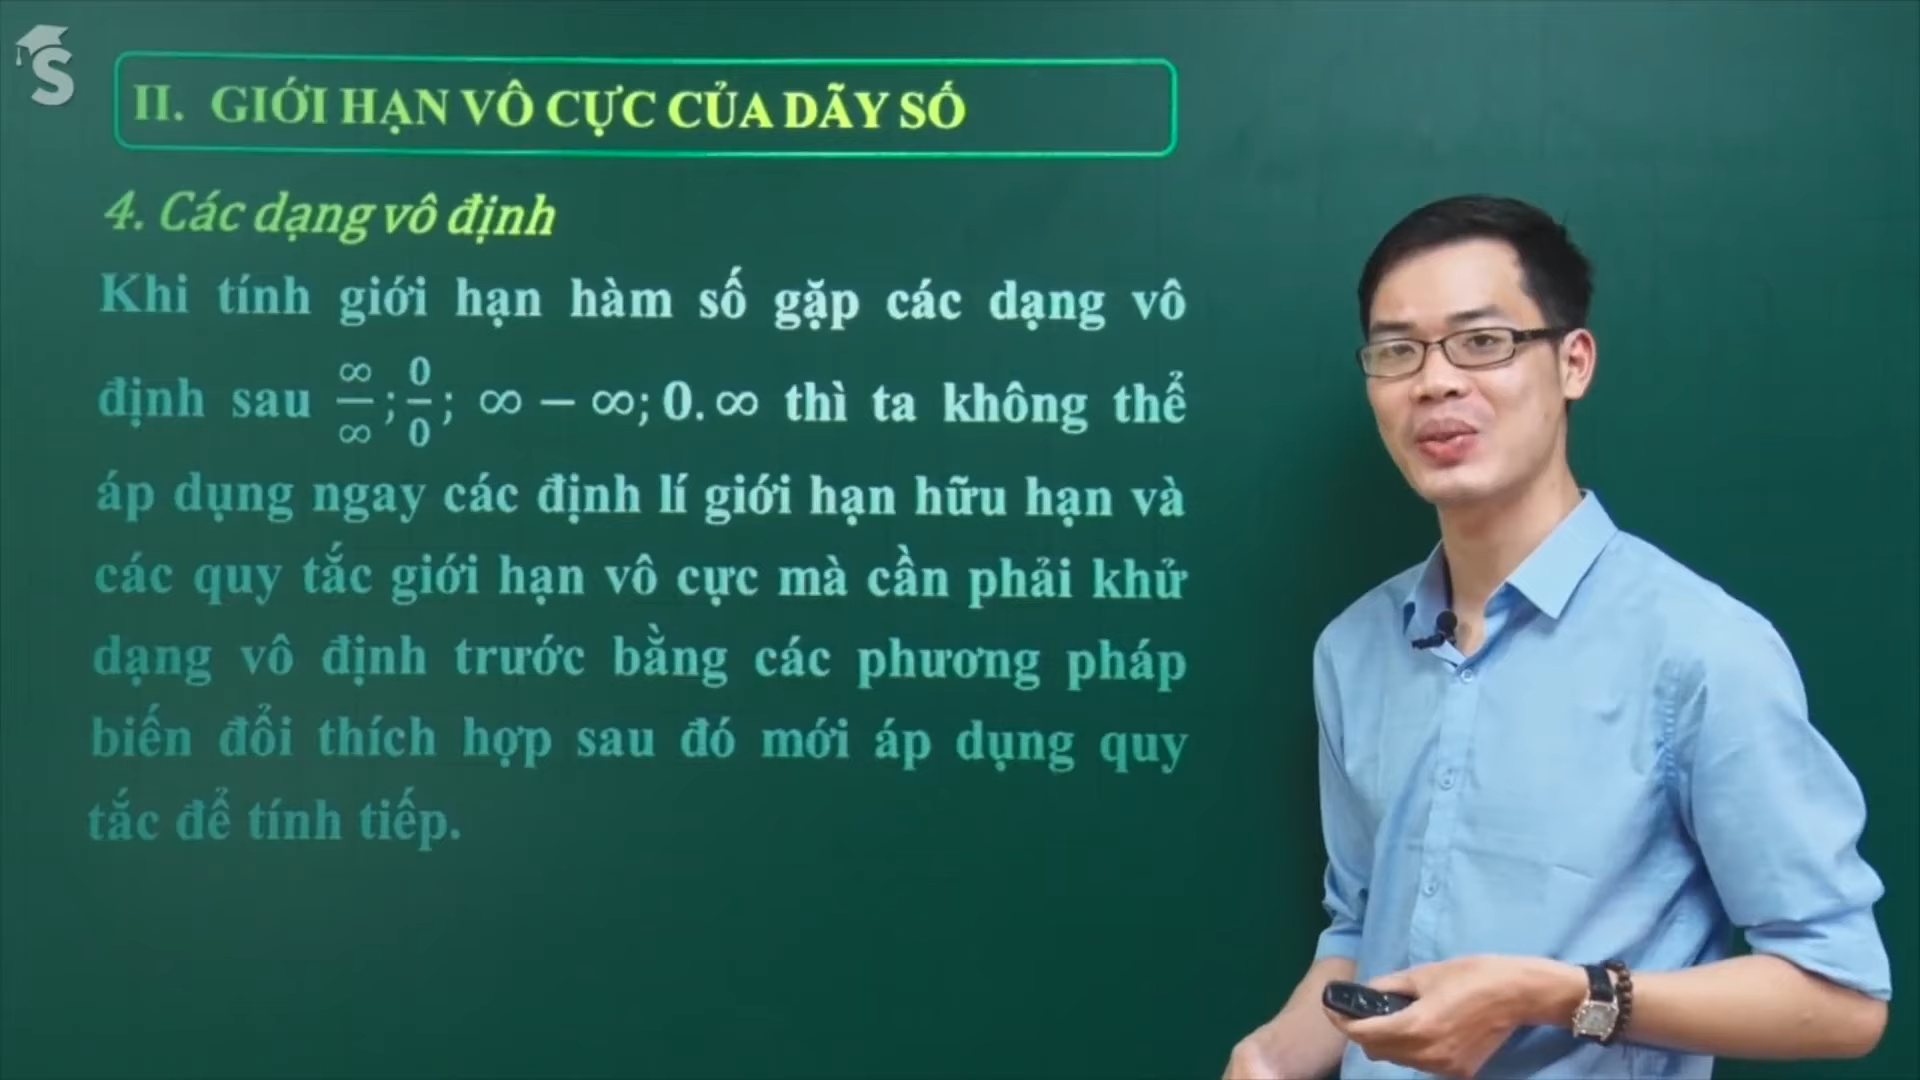 S
II. GIỚI HẠN VÔ CỰC CỦA DÃY SỐ
4. Các dạng vô định
Khi tính giới hạn hàm số gặp các dạng vô
định sau ∞/∞; 0/0; ∞ − ∞; 0.∞ thì ta không thể
áp dụng ngay các định lí giới hạn hữu hạn và
các quy tắc giới hạn vô cực mà cần phải khử
dạng vô định trước bằng các phương pháp
biến đổi thích hợp sau đó mới áp dụng quy
tắc để tính tiếp.